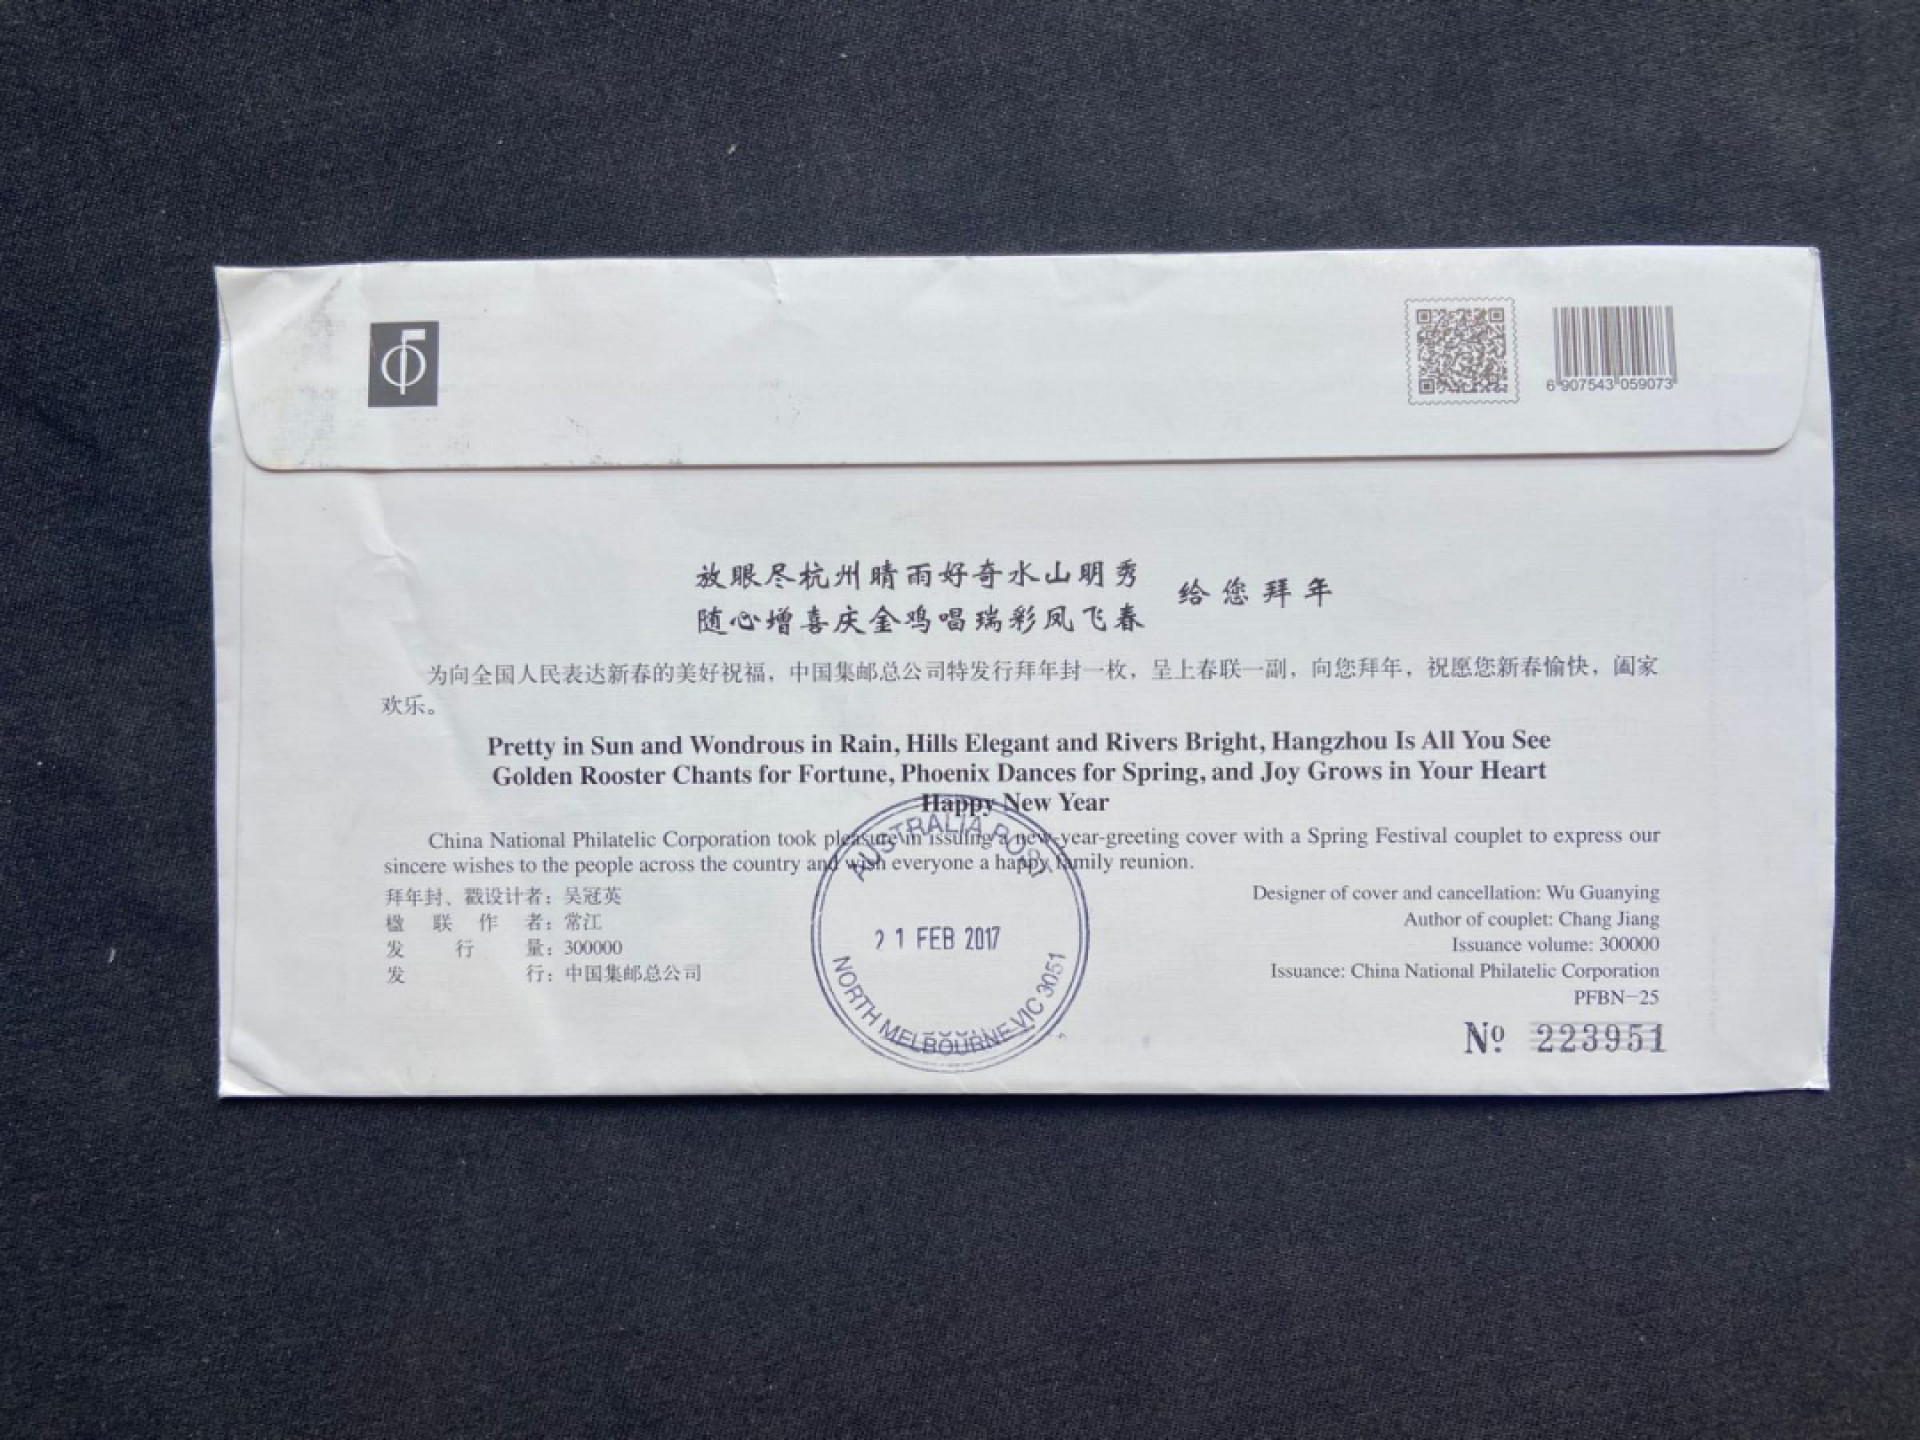 6 907543 059073
放眼尽杭州晴雨好奇水山明秀
随心增喜庆金鸡唱瑞彩凤飞春
给您拜年
为向全国人民表达新春的美好祝福，中国集邮总公司特发行拜年封一枚，呈上春联一副，向您拜年，祝愿您新春愉快，阖家
欢乐。
Pretty in Sun and Wondrous in Rain, Hills Elegant and Rivers Bright, Hangzhou Is All You See
Golden Rooster Chants for Fortune, Phoenix Dances for Spring, and Joy Grows in Your Heart
Happy New Year
China National Philatelic Corporation took pleasure in issuing a new-year-greeting cover with a Spring Festival couplet to express our
sincere wishes to the people across the country and wish everyone a happy family reunion.
拜年封、戳设计者：吴冠英
楹联作者：常江
发行量：300000
发行：中国集邮总公司
AUSTRALIA POST
21 FEB 2017
NORTH MELBOURNE VIC 3051
Designer of cover and cancellation: Wu Guanying
Author of couplet: Chang Jiang
Issuance volume: 300000
Issuance: China National Philatelic Corporation
PFBN-25
Nº 223951